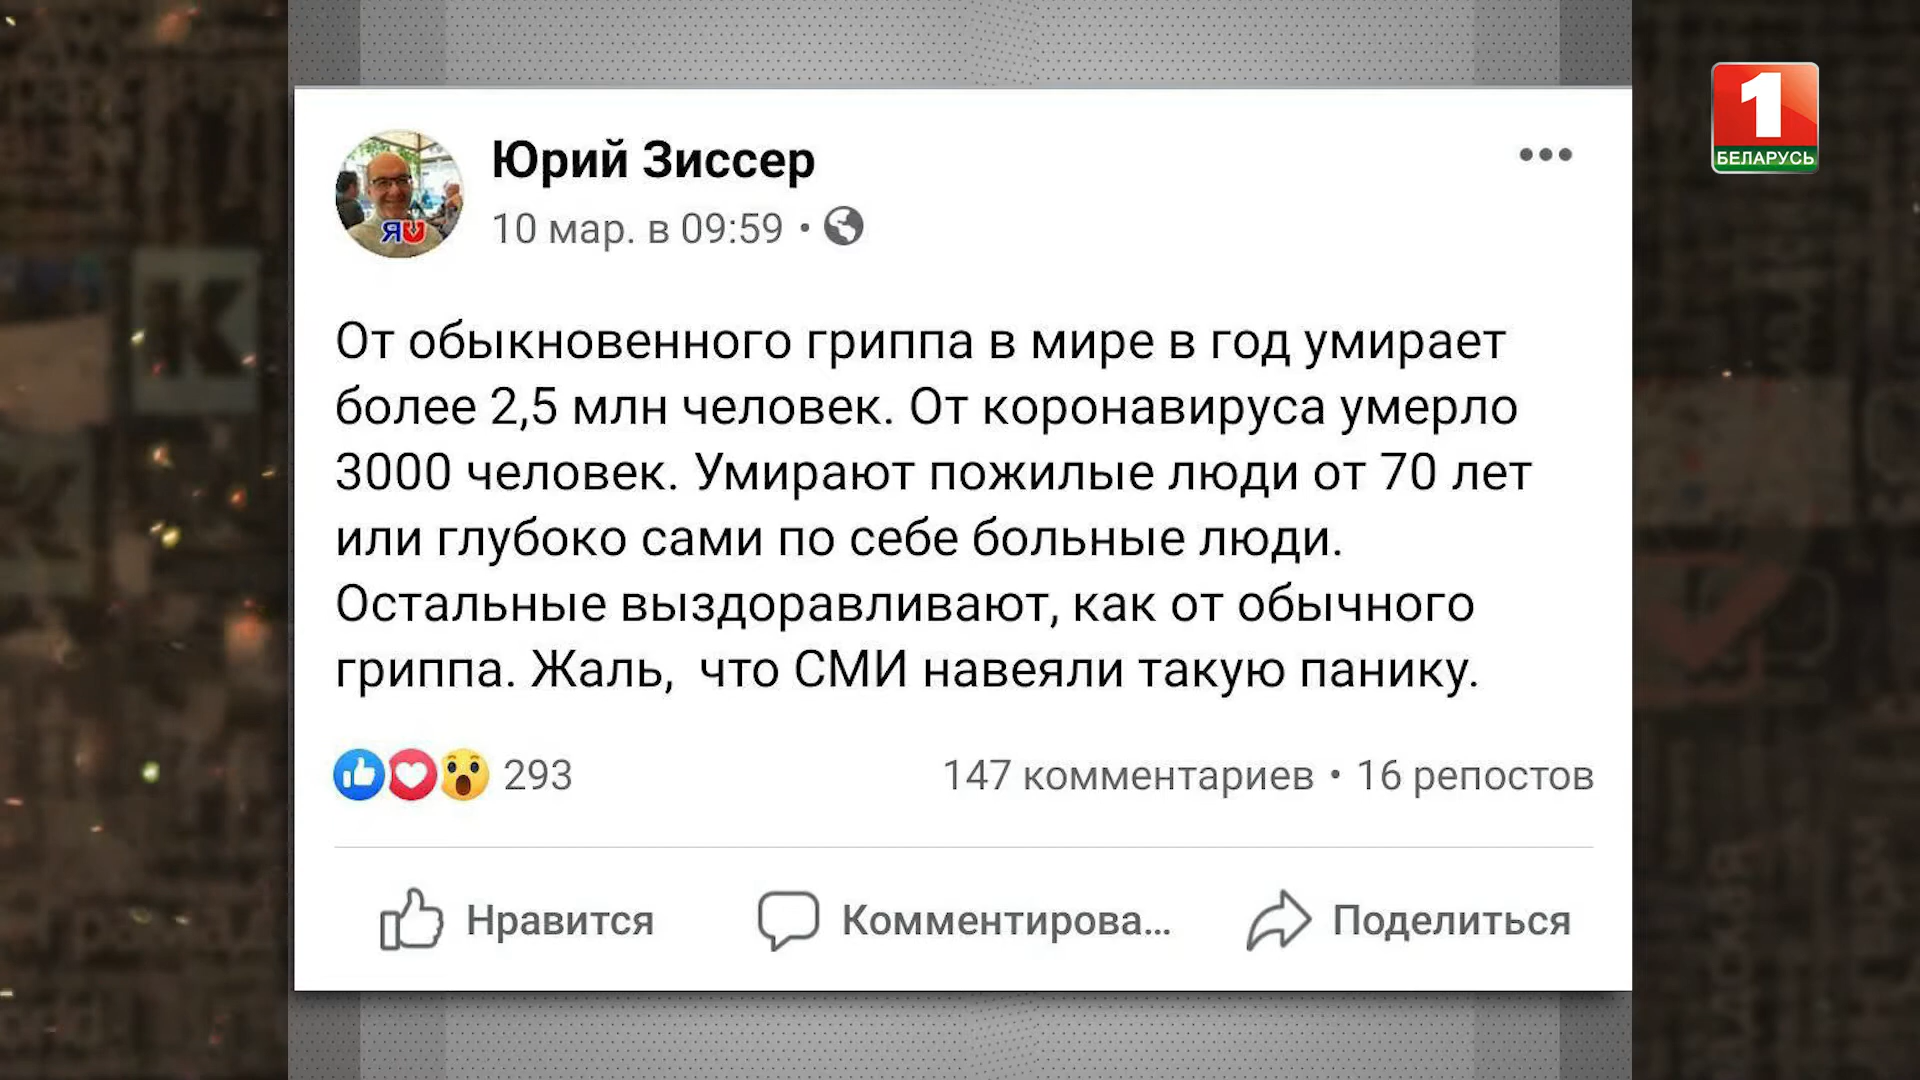 1
БЕЛАРУСЬ
Юрий Зиссер
10 мар. в 09:59 •
ЯU
От обыкновенного гриппа в мире в год умирает
более 2,5 млн человек. От коронавируса умерло
3000 человек. Умирают пожилые люди от 70 лет
или глубоко сами по себе больные люди.
Остальные выздоравливают, как от обычного
гриппа. Жаль, что СМИ навеяли такую панику.
293
147 комментариев • 16 репостов
Нравится
Комментирова...
Поделиться